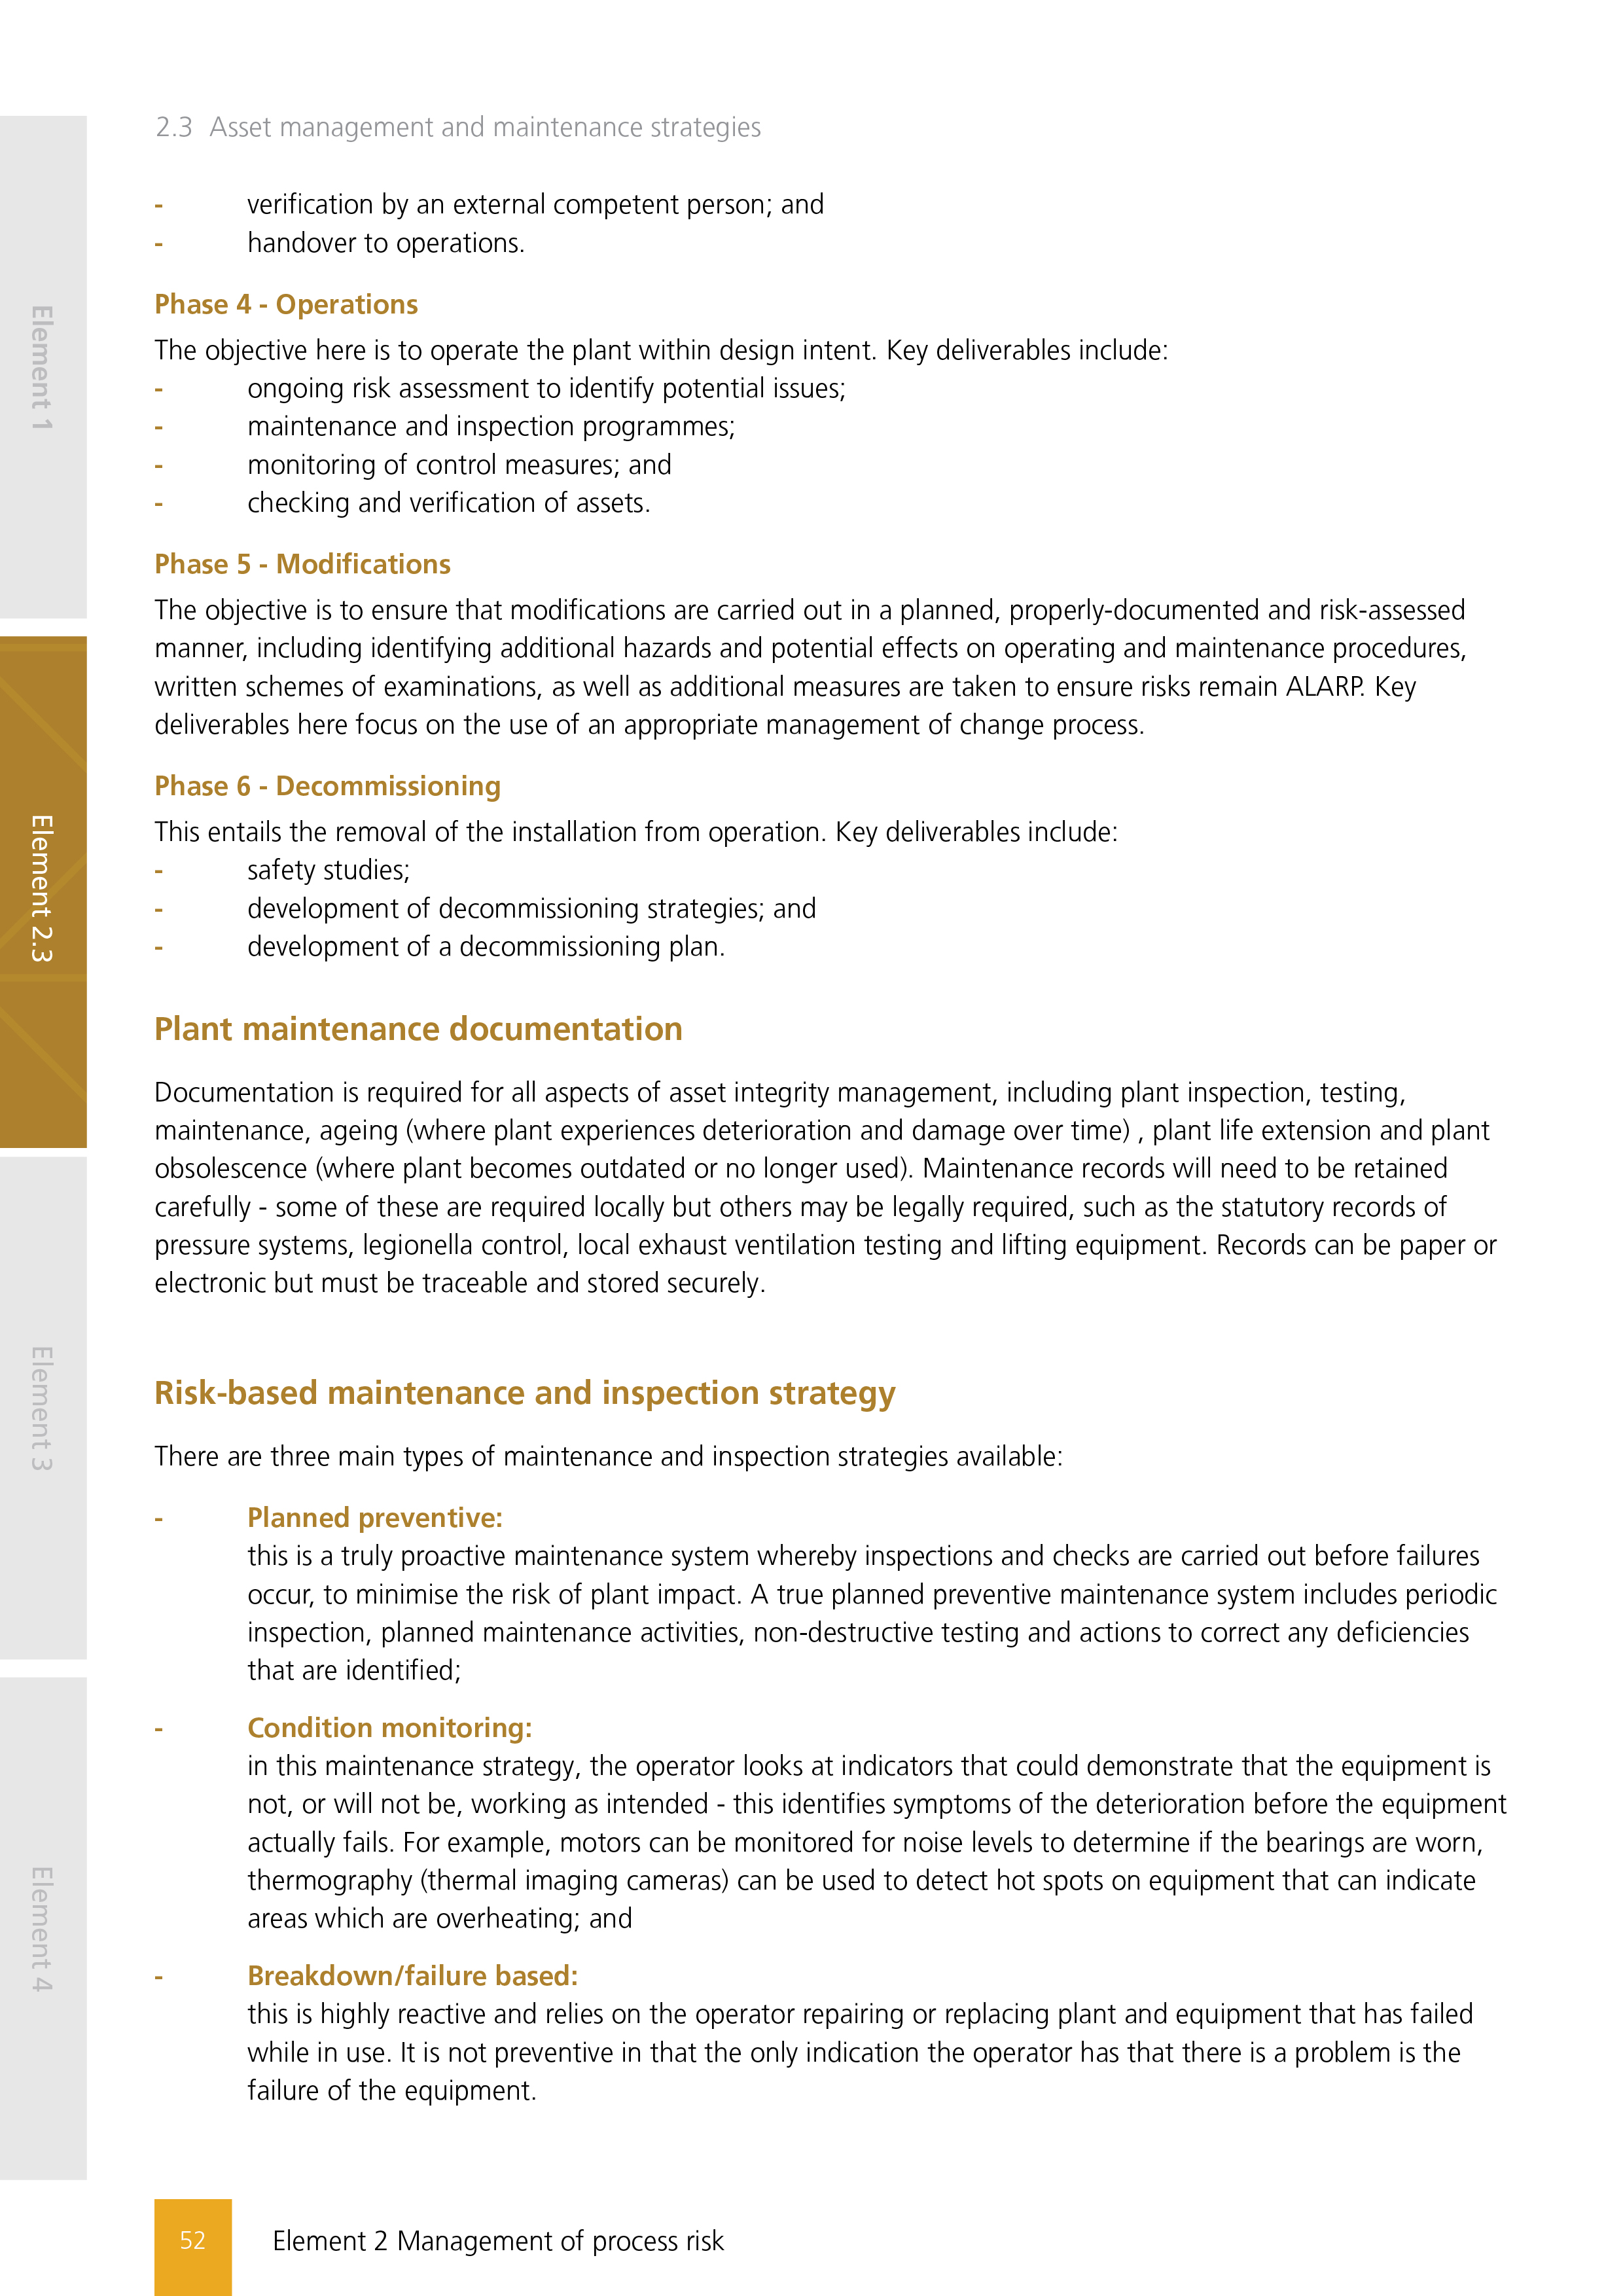 2.3 Asset management and maintenance strategies
- verification by an external competent person; and
- handover to operations.
Phase 4 - Operations
The objective here is to operate the plant within design intent. Key deliverables include:
- ongoing risk assessment to identify potential issues;
- maintenance and inspection programmes;
- monitoring of control measures; and
- checking and verification of assets.
Phase 5 - Modifications
The objective is to ensure that modifications are carried out in a planned, properly-documented and risk-assessed
manner, including identifying additional hazards and potential effects on operating and maintenance procedures,
written schemes of examinations, as well as additional measures are taken to ensure risks remain ALARP. Key
deliverables here focus on the use of an appropriate management of change process.
Phase 6 - Decommissioning
This entails the removal of the installation from operation. Key deliverables include:
- safety studies;
- development of decommissioning strategies; and
- development of a decommissioning plan.
Plant maintenance documentation
Documentation is required for all aspects of asset integrity management, including plant inspection, testing,
maintenance, ageing (where plant experiences deterioration and damage over time) , plant life extension and plant
obsolescence (where plant becomes outdated or no longer used). Maintenance records will need to be retained
carefully - some of these are required locally but others may be legally required, such as the statutory records of
pressure systems, legionella control, local exhaust ventilation testing and lifting equipment. Records can be paper or
electronic but must be traceable and stored securely.
Risk-based maintenance and inspection strategy
There are three main types of maintenance and inspection strategies available:
- Planned preventive:
this is a truly proactive maintenance system whereby inspections and checks are carried out before failures
occur, to minimise the risk of plant impact. A true planned preventive maintenance system includes periodic
inspection, planned maintenance activities, non-destructive testing and actions to correct any deficiencies
that are identified;
- Condition monitoring:
in this maintenance strategy, the operator looks at indicators that could demonstrate that the equipment is
not, or will not be, working as intended - this identifies symptoms of the deterioration before the equipment
actually fails. For example, motors can be monitored for noise levels to determine if the bearings are worn,
thermography (thermal imaging cameras) can be used to detect hot spots on equipment that can indicate
areas which are overheating; and
- Breakdown/failure based:
this is highly reactive and relies on the operator repairing or replacing plant and equipment that has failed
while in use. It is not preventive in that the only indication the operator has that there is a problem is the
failure of the equipment.
Element 1
Element 2.3
Element 3
Element 4
52 Element 2 Management of process risk